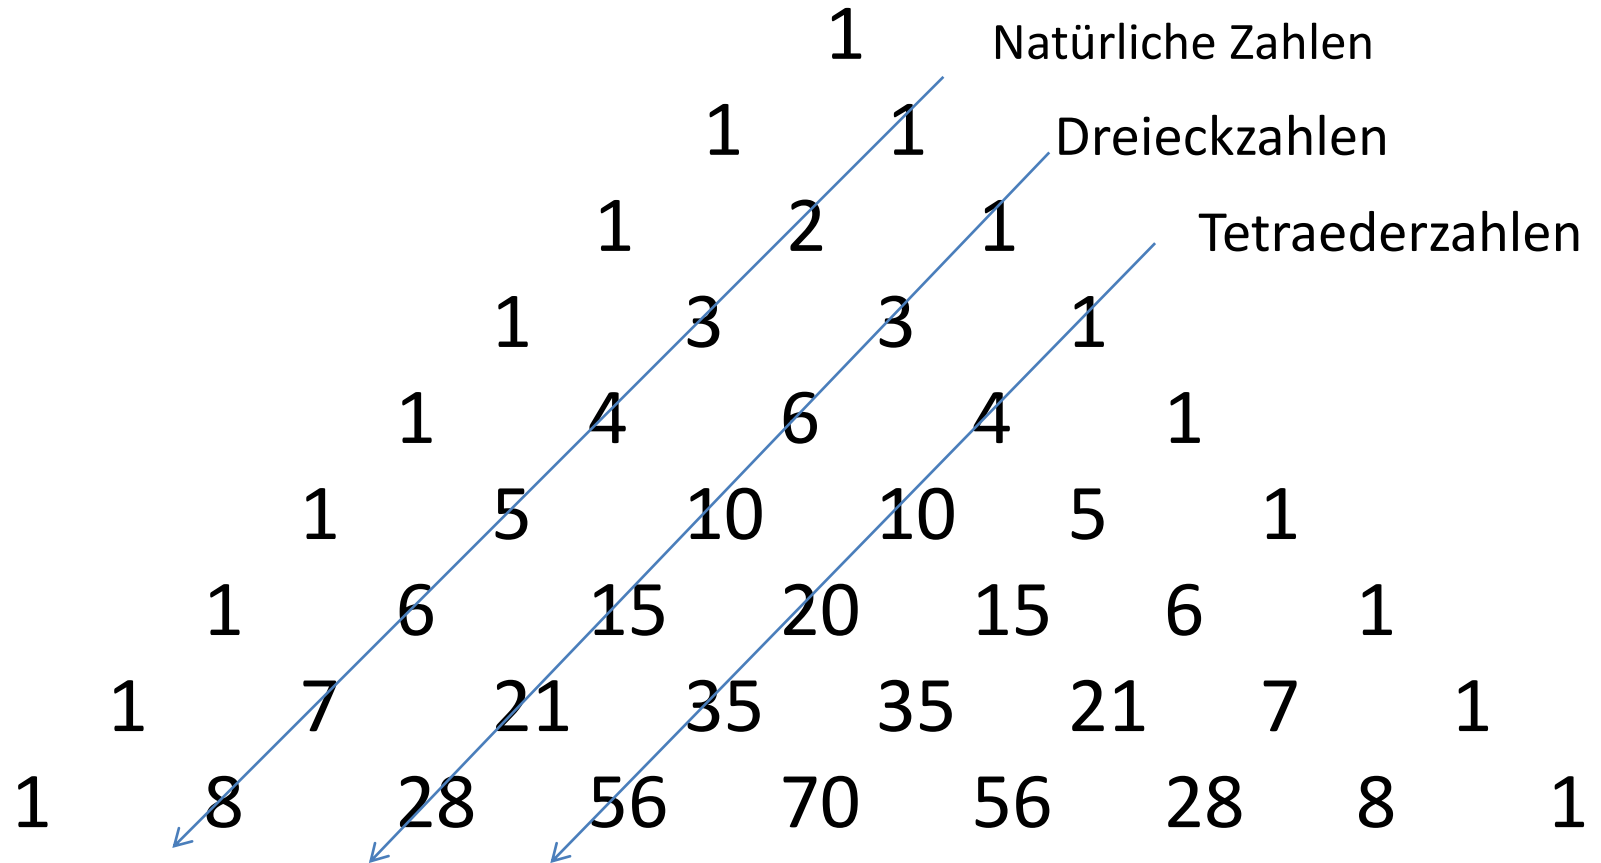 1 Natürliche Zahlen
1 1 Dreieckzahlen
1 2 1 Tetraederzahlen
1 3 3 1
1 4 6 4 1
1 5 10 10 5 1
1 6 15 20 15 6 1
1 7 21 35 35 21 7 1
1 8 28 56 70 56 28 8 1